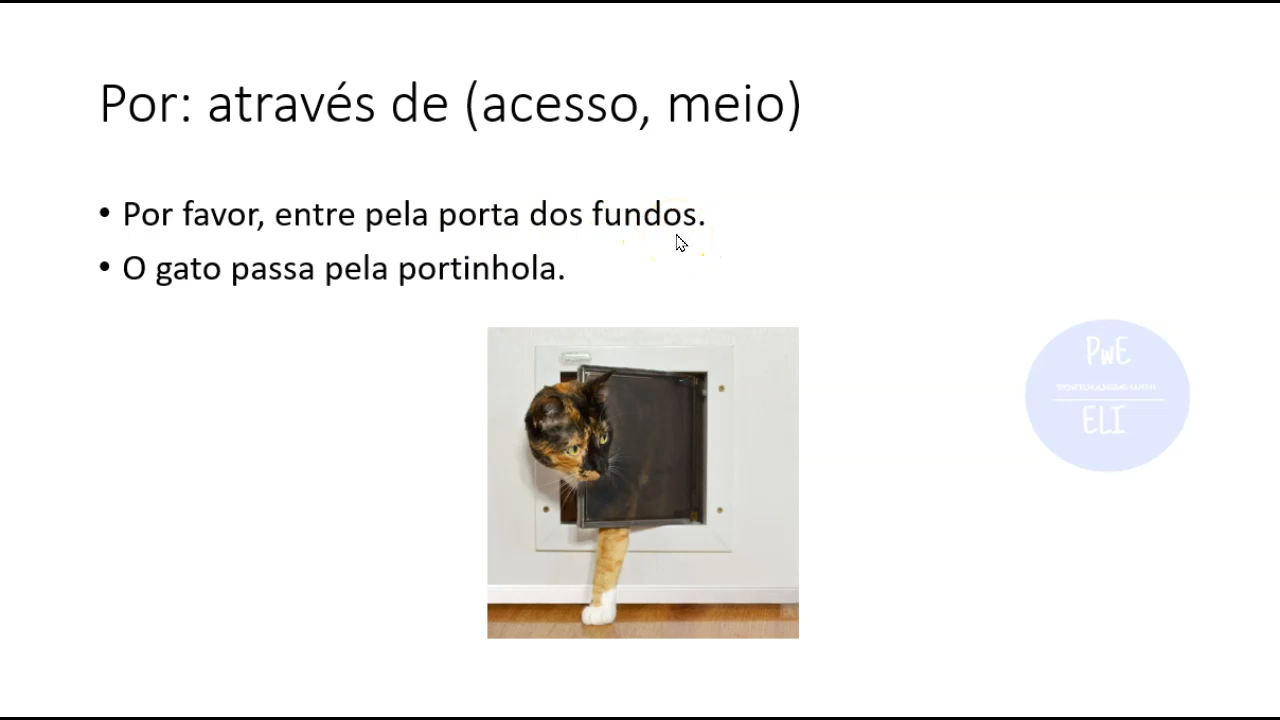 Por: através de (acesso, meio)
• Por favor, entre pela porta dos fundos.
• O gato passa pela portinhola.
PwE
ELI